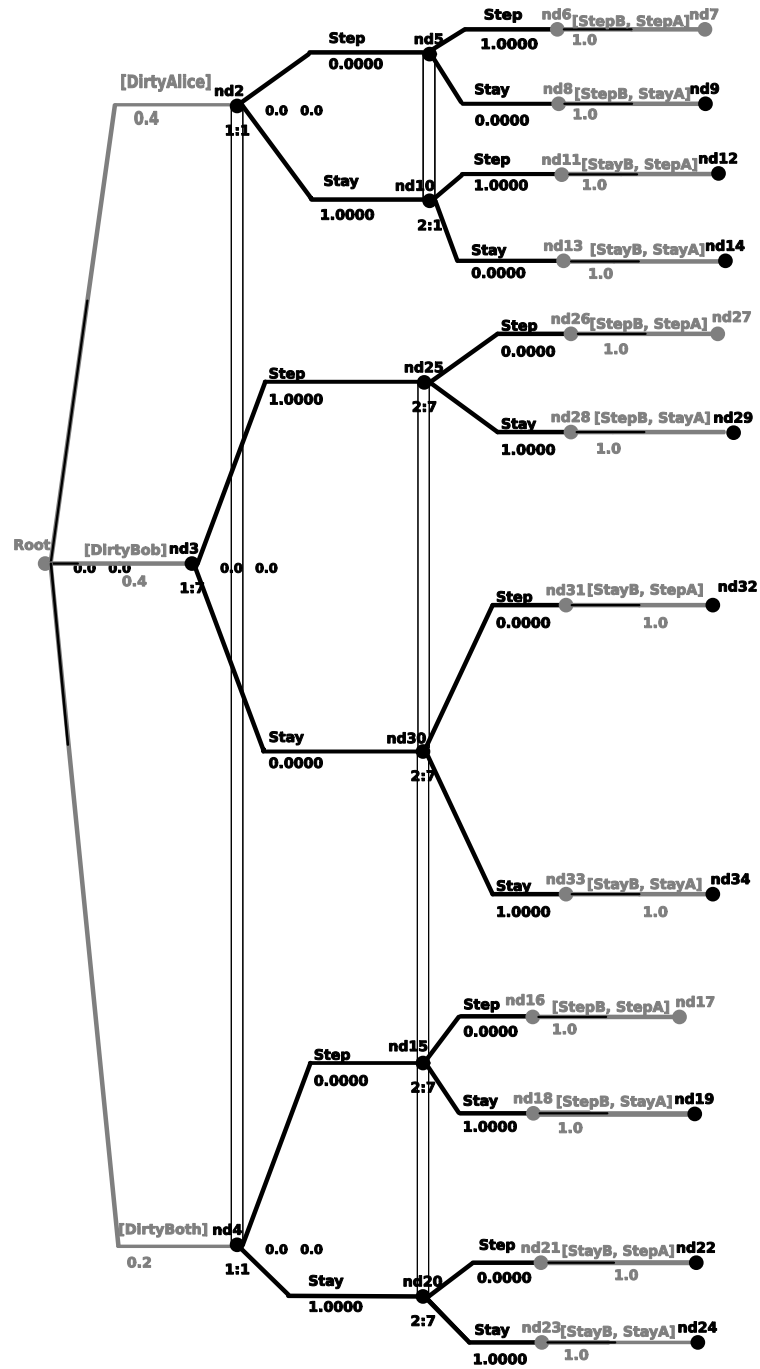 Step nd6 [StepB, StepA] nd7
nd5 1.0000 1.0
Step
0.0000
[DirtyAlice] nd2 Stay nd8 [StepB, StayA] nd9
0.4 0.0 0.0 0.0000 1.0
1:1
Step nd11 [StayB, StepA] nd12
Stay nd10 1.0000 1.0
1.0000 2:1
Stay nd13 [StayB, StayA] nd14
0.0000 1.0
Step nd26 [StepB, StepA] nd27
0.0000 1.0
Step nd25
1.0000 2:7
Stay nd28 [StepB, StayA] nd29
1.0000 1.0
Root [DirtyBob] nd3
0.0 0.0 0.4 1:7 0.0 0.0
Step nd31 [StayB, StepA] nd32
0.0000 1.0
Stay nd30
0.0000 2:7
Stay nd33 [StayB, StayA] nd34
1.0000 1.0
Step nd16 [StepB, StepA] nd17
0.0000 1.0
Step nd15
0.0000 2:7
Stay nd18 [StepB, StayA] nd19
1.0000 1.0
[DirtyBoth] nd4
0.2 1:1 0.0 0.0
Step nd21 [StayB, StepA] nd22
0.0000 1.0
Stay nd20
1.0000 2:7
Stay nd23 [StayB, StayA] nd24
1.0000 1.0